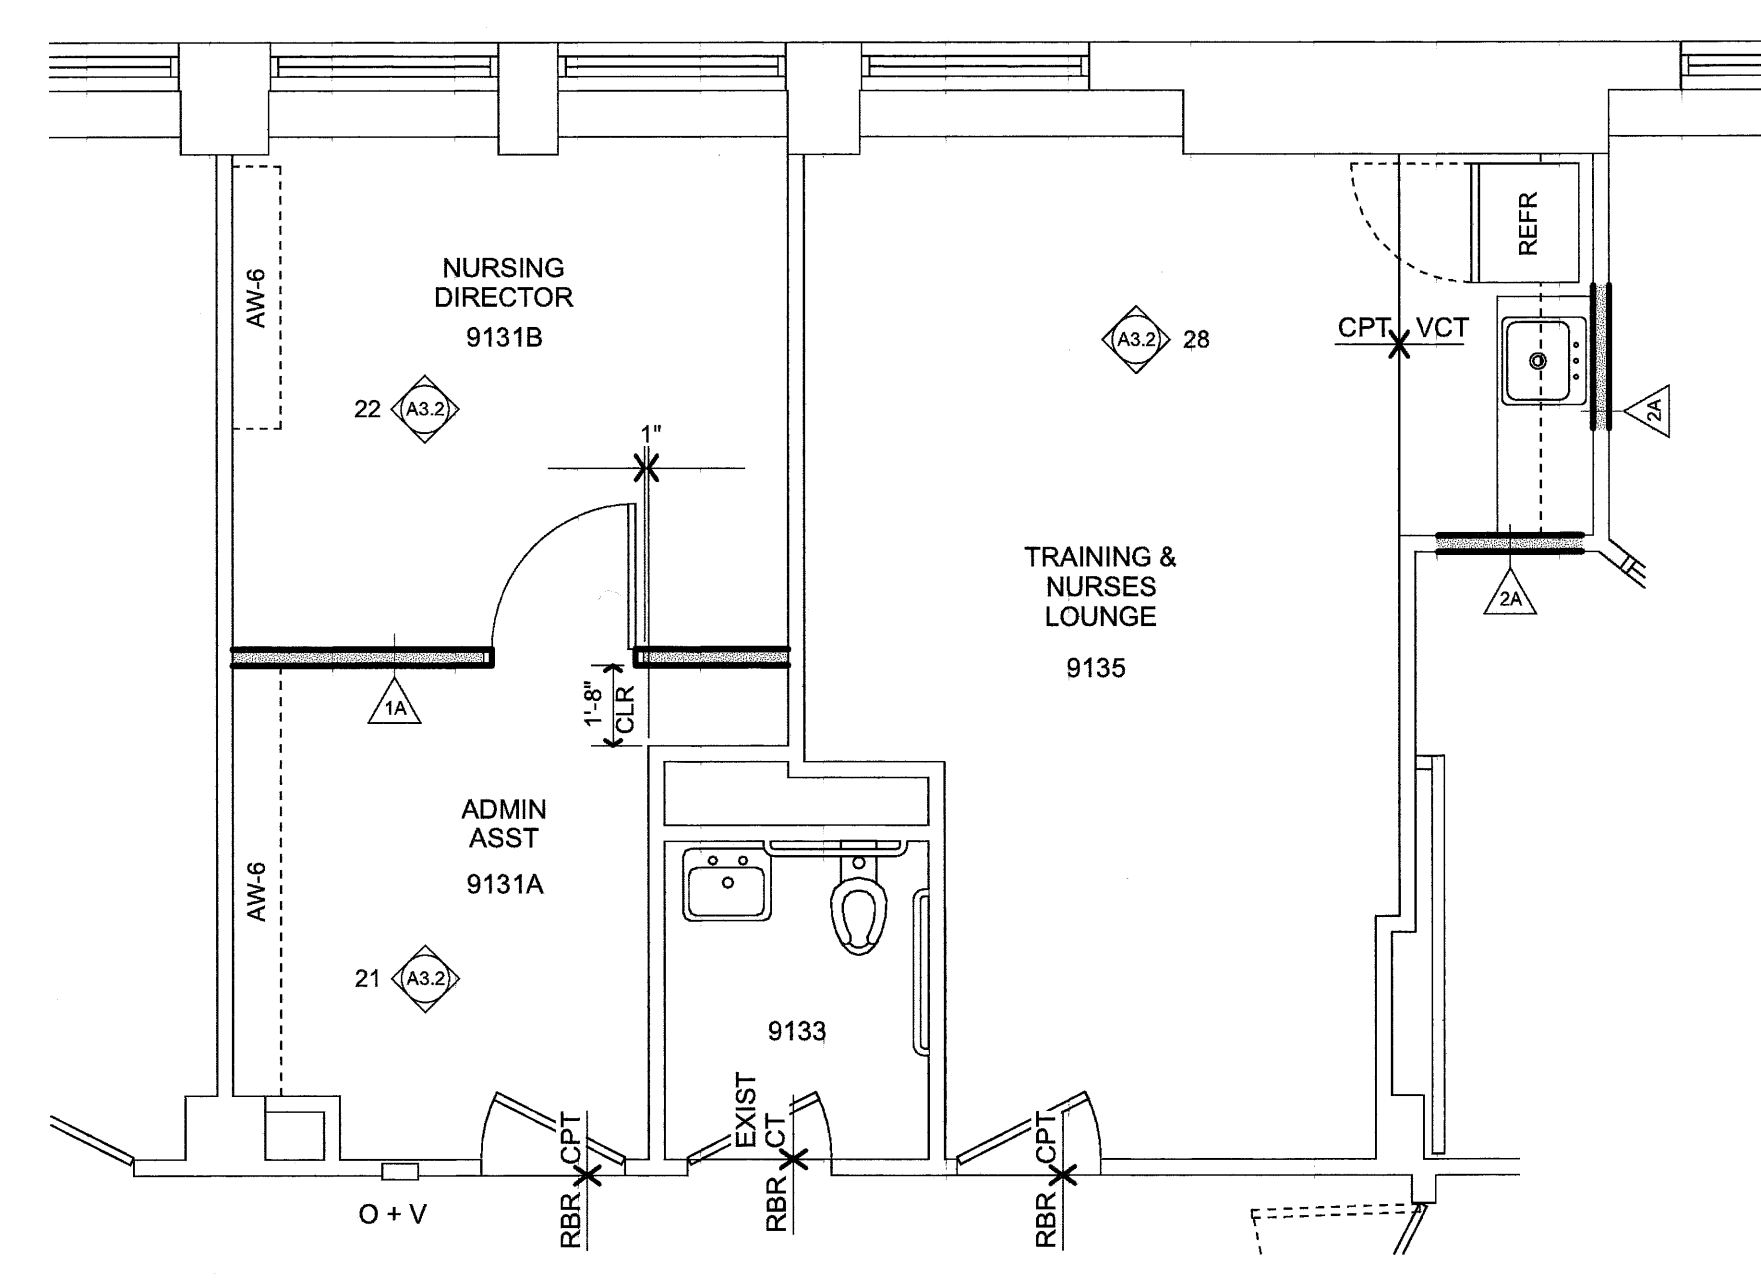 REFR
NURSING
DIRECTOR
9131B
AW-6
CPT
VCT
A3.2
28
22
A3.2
2A
1"
TRAINING &
NURSES
LOUNGE
9135
2A
1A
1'-8"
CLR
ADMIN
ASST
9131A
AW-6
21
A3.2
9133
EXIST
CT
CPT
CPT
RBR
RBR
RBR
O + V